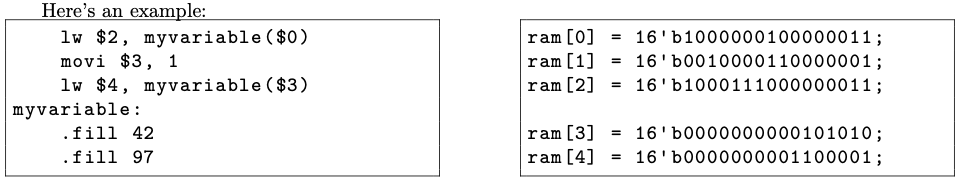 Here's an example:
lw $2, myvariable($0)
movi $3, 1
lw $4, myvariable($3)
myvariable:
.fill 42
.fill 97
ram[0] = 16'b1000000100000011;
ram[1] = 16'b0010000110000001;
ram[2] = 16'b1000111000000011;
ram[3] = 16'b0000000000101010;
ram[4] = 16'b0000000001100001;